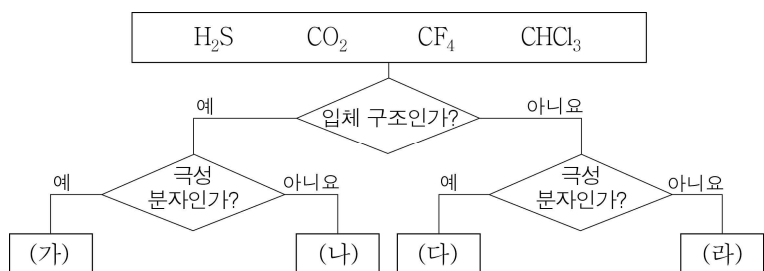 H₂S CO₂ CF₄ CHCl₃
예 입체 구조인가? 아니요
예 극성 분자인가? 아니요 예 극성 분자인가? 아니요
(가) (나) (다) (라)